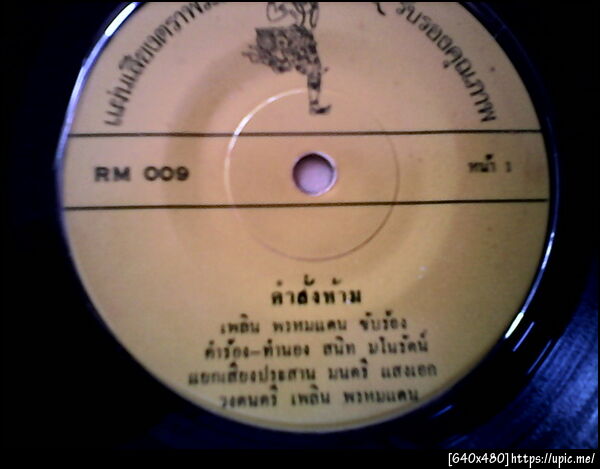 แผ่นเสียงตราพระ
รับรองคุณภาพ
RM 009
หน้า 1
คำสั่งห้าม
เพลิน พรหมแดน ขับร้อง
คำร้อง-ทำนอง สนิท มโนรัตน์
แยกเสียงประสาน มนตรี แสงเอก
วงดนตรี เพลิน พรหมแดน
[640x480]https://upic.me/